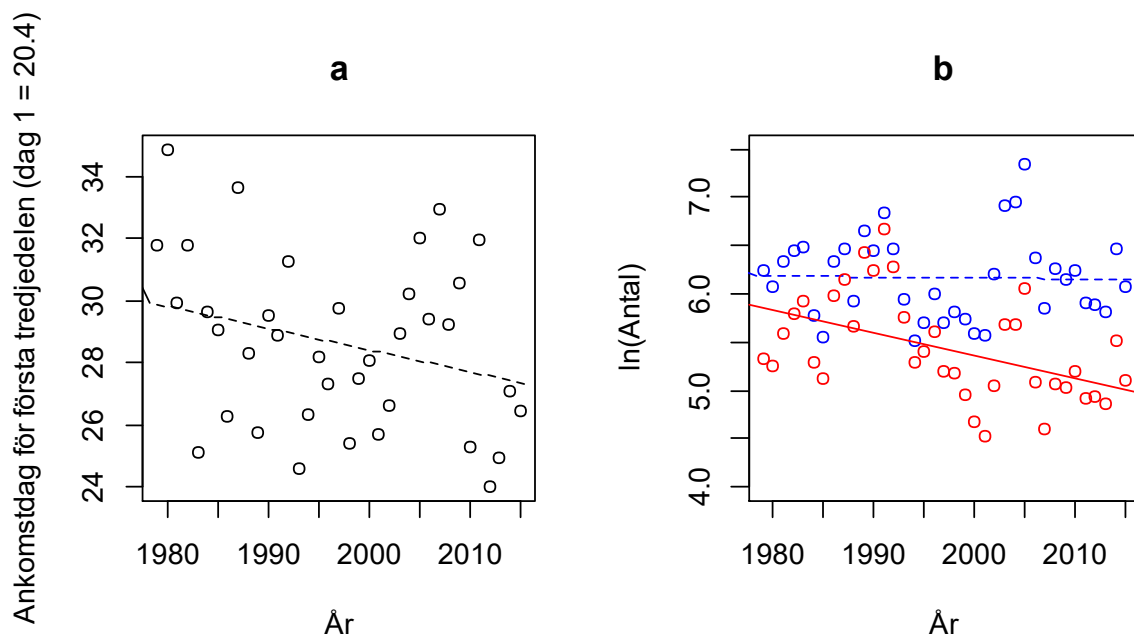 a
Ankomstdag för första tredjedelen (dag 1 = 20.4)
34
32
30
28
26
24
1980 1990 2000 2010
År
b
ln(Antal)
7.0
6.0
5.0
4.0
1980 1990 2000 2010
År